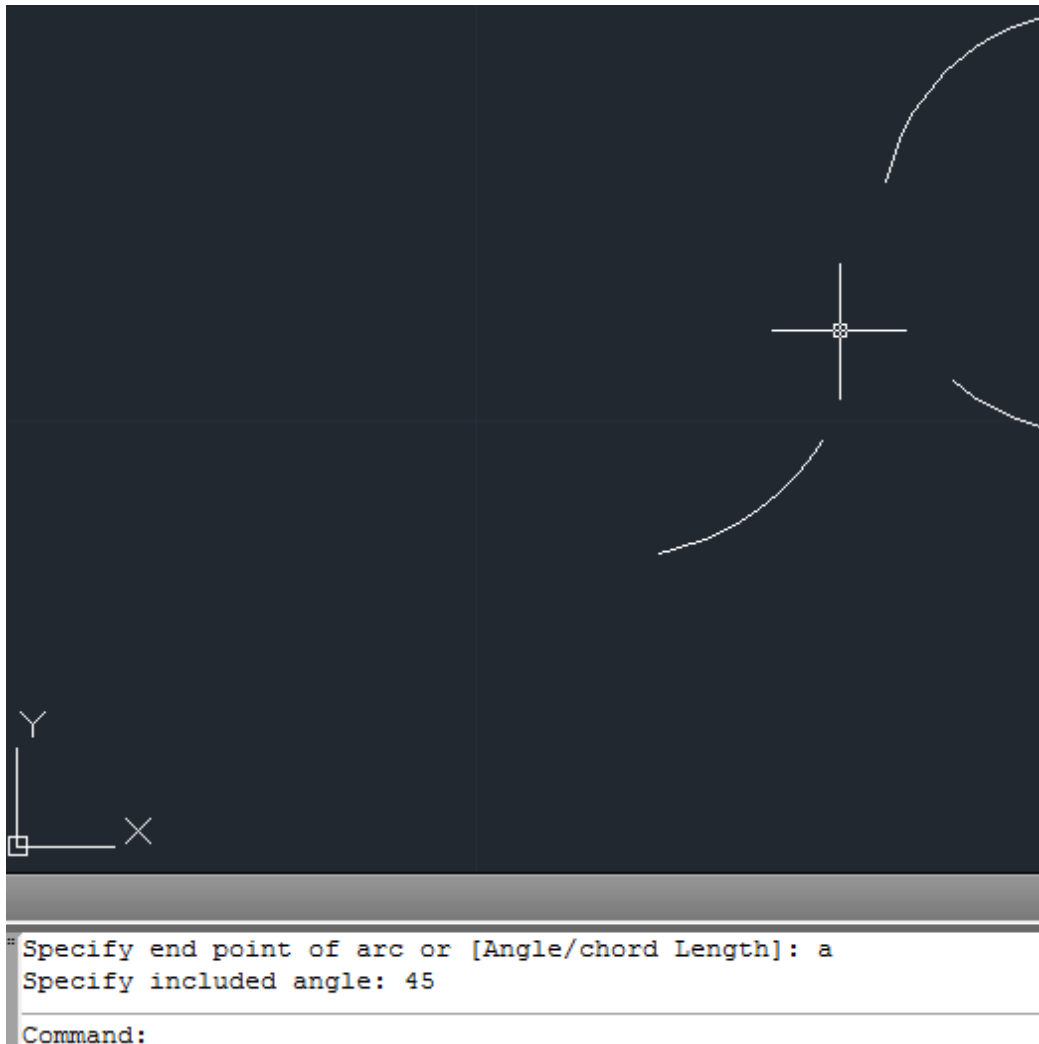 Y
X
Specify end point of arc or [Angle/chord Length]: a
Specify included angle: 45
Command: